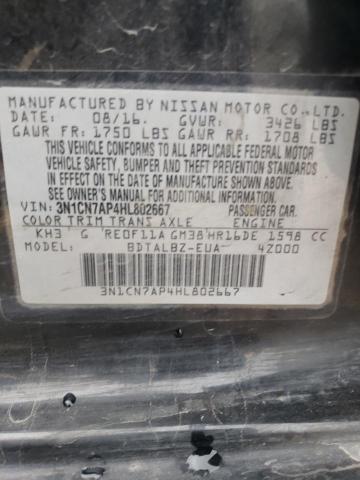 MANUFACTURED BY NISSAN MOTOR CO., LTD.
DATE: 08/16. GVWR: 3426 LBS
GAWR FR: 1750 LBS GAWR RR: 1708 LBS
THIS VEHICLE CONFORMS TO ALL APPLICABLE FEDERAL MOTOR
VEHICLE SAFETY, BUMPER AND THEFT PREVENTION STANDARDS
IN EFFECT ON THE DATE OF MANUFACTURE SHOWN ABOVE.
SEE OWNER'S MANUAL FOR ADDITIONAL INFORMATION.
VIN: 3N1CN7AP4HL802667 PASSENGER CAR.
COLOR TRIM TRANS AXLE ENGINE
KH3 G RE0F11A GM38 HR16DE 1598 CC
MODEL: BDTALBZ-EUA 4Z000
3N1CN7AP4HL802667